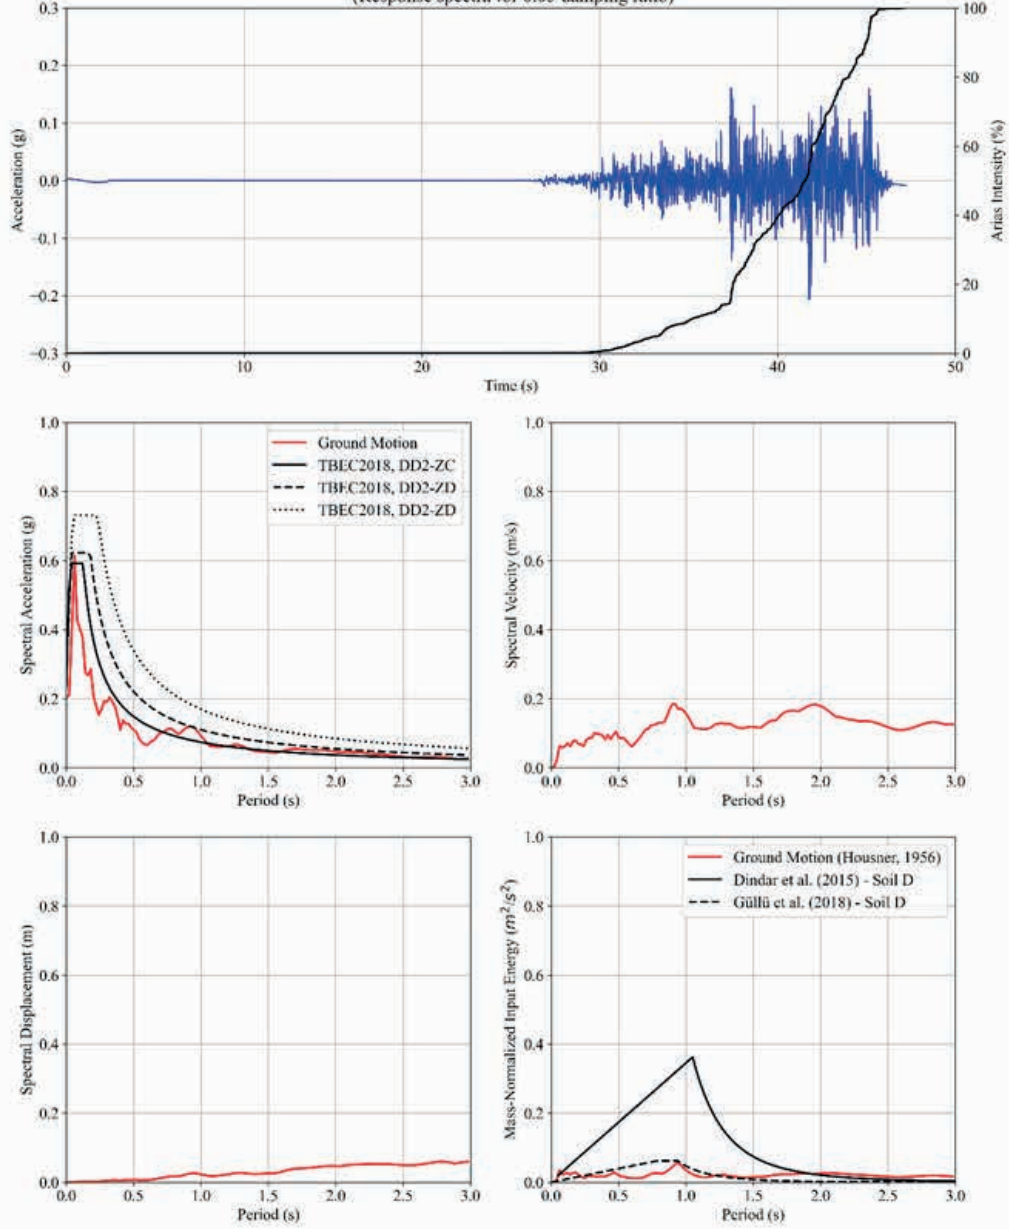 (Response spectra for 0.05 damping ratio)
0.3
0.2
0.1
0.0
−0.1
−0.2
−0.3
Acceleration (g)
100
80
60
40
20
0
Arias Intensity (%)
0 10 20 30 40 50
Time (s)
1.0
0.8
0.6
0.4
0.2
0.0
Spectral Acceleration (g)
Ground Motion
TBEC2018, DD2-ZC
TBEC2018, DD2-ZD
TBEC2018, DD2-ZD
0.0 0.5 1.0 1.5 2.0 2.5 3.0
Period (s)
1.0
0.8
0.6
0.4
0.2
0.0
Spectral Velocity (m/s)
0.0 0.5 1.0 1.5 2.0 2.5 3.0
Period (s)
1.0
0.8
0.6
0.4
0.2
0.0
Spectral Displacement (m)
0.0 0.5 1.0 1.5 2.0 2.5 3.0
Period (s)
1.0
0.8
0.6
0.4
0.2
0.0
Mass-Normalized Input Energy (m²/s²)
Ground Motion (Housner, 1956)
Dindar et al. (2015) - Soil D
Güllü et al. (2018) - Soil D
0.0 0.5 1.0 1.5 2.0 2.5 3.0
Period (s)